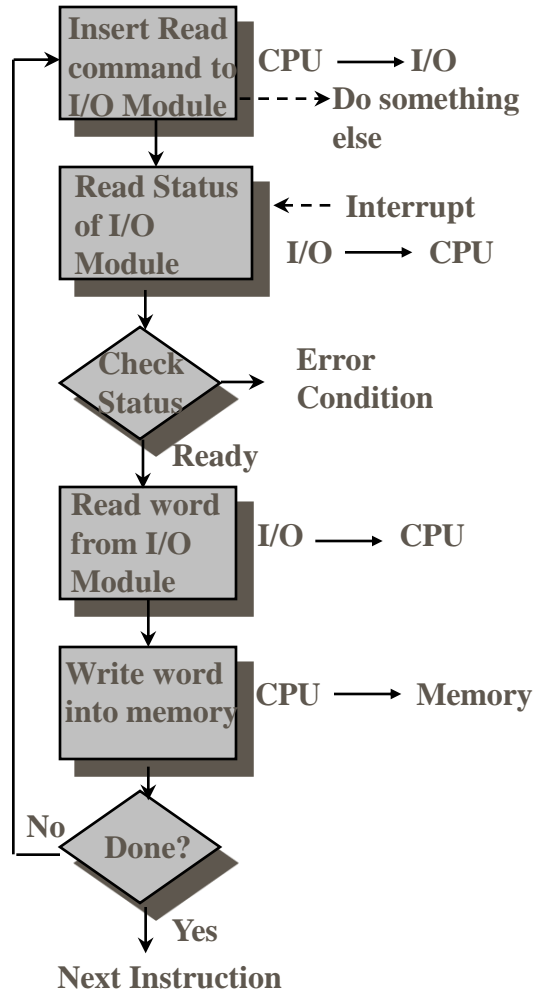 Insert Read
command to
I/O Module
CPU I/O
Do something
else
Read Status
of I/O
Module
Interrupt
I/O CPU
Check
Status
Error
Condition
Ready
Read word
from I/O
Module
I/O CPU
Write word
into memory
CPU Memory
No
Done?
Yes
Next Instruction